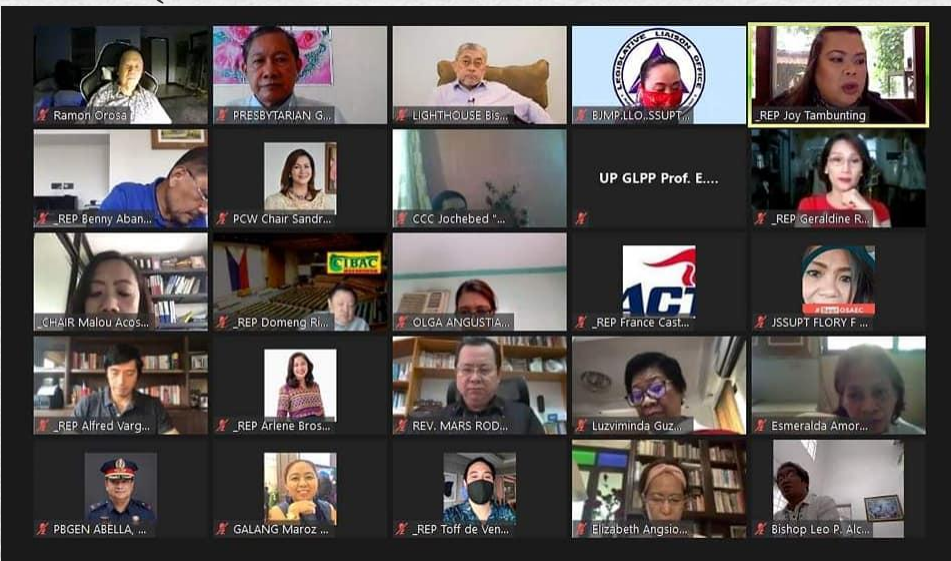 Ramon Orosa
PRESBYTARIAN G...
LIGHTHOUSE Bis...
LEGISLATIVE LIAISON OFFICE
BJMP.LLO..SSUPT...
_REP Joy Tambunting
_REP Benny Aban...
PCW Chair Sandr...
CCC Jochebed "...
UP GLPP Prof. E....
_REP Geraldine R...
_CHAIR Malou Acos...
CIBAC
_REP Domeng Ri...
OLGA ANGUSTIA...
ACT
_REP France Cast...
OSAEC
JSSUPT FLORY F ...
_REP Alfred Varg...
_REP Arlene Bros...
REV. MARS ROD...
Luzviminda Guz...
Esmeralda Amor...
PBGEN ABELLA, ...
GALANG Maroz ...
_REP Toff de Ven...
Elizabeth Angsio...
Bishop Leo P. Alc...